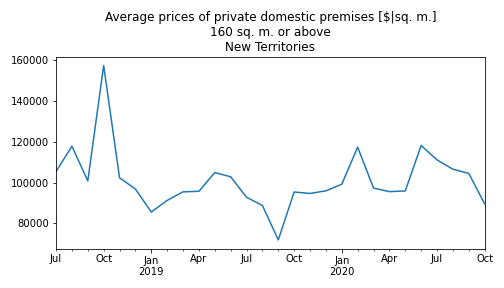 Average prices of private domestic premises [$|sq. m.]
160 sq. m. or above
New Territories
160000
140000
120000
100000
80000
Jul Oct Jan Apr Jul Oct Jan Apr Jul Oct
2019 2020